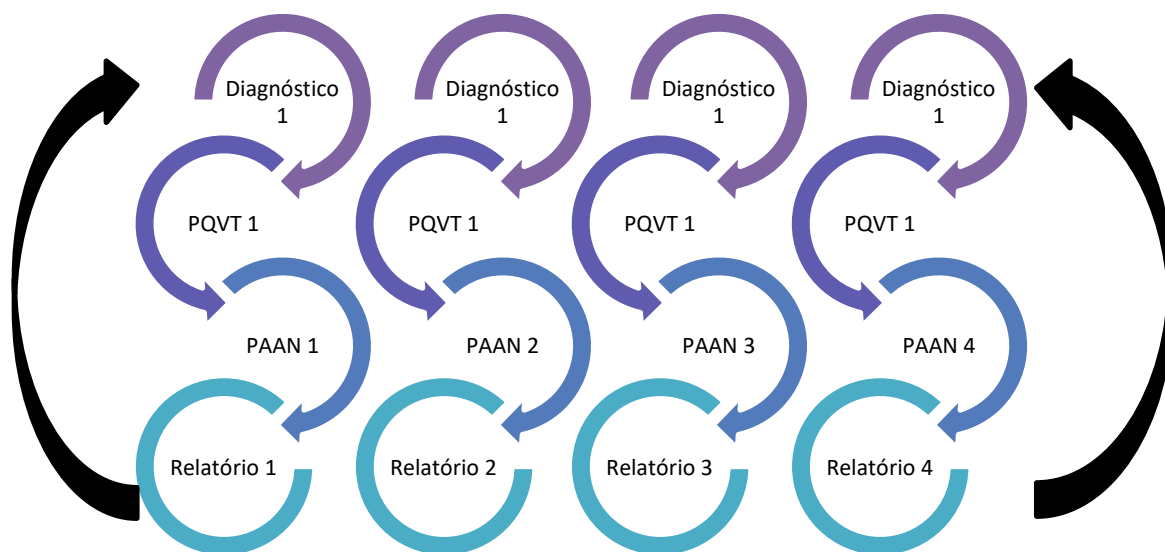 Diagnóstico
1
Diagnóstico
1
Diagnóstico
1
Diagnóstico
1
PQVT 1
PQVT 1
PQVT 1
PQVT 1
PAAN 1
PAAN 2
PAAN 3
PAAN 4
Relatório 1
Relatório 2
Relatório 3
Relatório 4